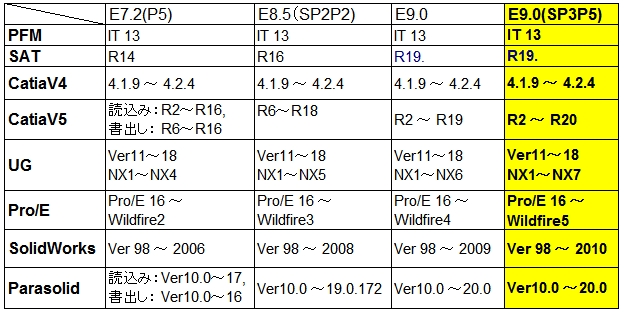 E7.2(P5) E8.5(SP2P2) E9.0 E9.0(SP3P5)
PFM IT 13 IT 13 IT 13 IT 13
SAT R14 R16 R19. R19.
CatiaV4 4.1.9～ 4.2.4 4.1.9 ～ 4.2.4 4.1.9 ～ 4.2.4 4.1.9 ～ 4.2.4
CatiaV5 読込み：R2～R16, 書出し： R6～R16 R6～R18 R2 ～ R19 R2 ～ R20
UG Ver11～18 NX1～NX4 Ver11～18 NX1～NX5 Ver11～18 NX1～NX6 Ver11～18 NX1～NX7
Pro/E Pro/E 16 ～ Wildfire2 Pro/E 16 ～ Wildfire3 Pro/E 16 ～ Wildfire4 Pro/E 16 ～ Wildfire5
SolidWorks Ver 98 ～ 2006 Ver 98 ～ 2008 Ver 98 ～ 2009 Ver 98 ～ 2010
Parasolid 読込み：Ver10.0～17, 書出し： Ver10.0～16 Ver10.0 ～19.0.172 Ver10.0 ～20.0 Ver10.0 ～20.0